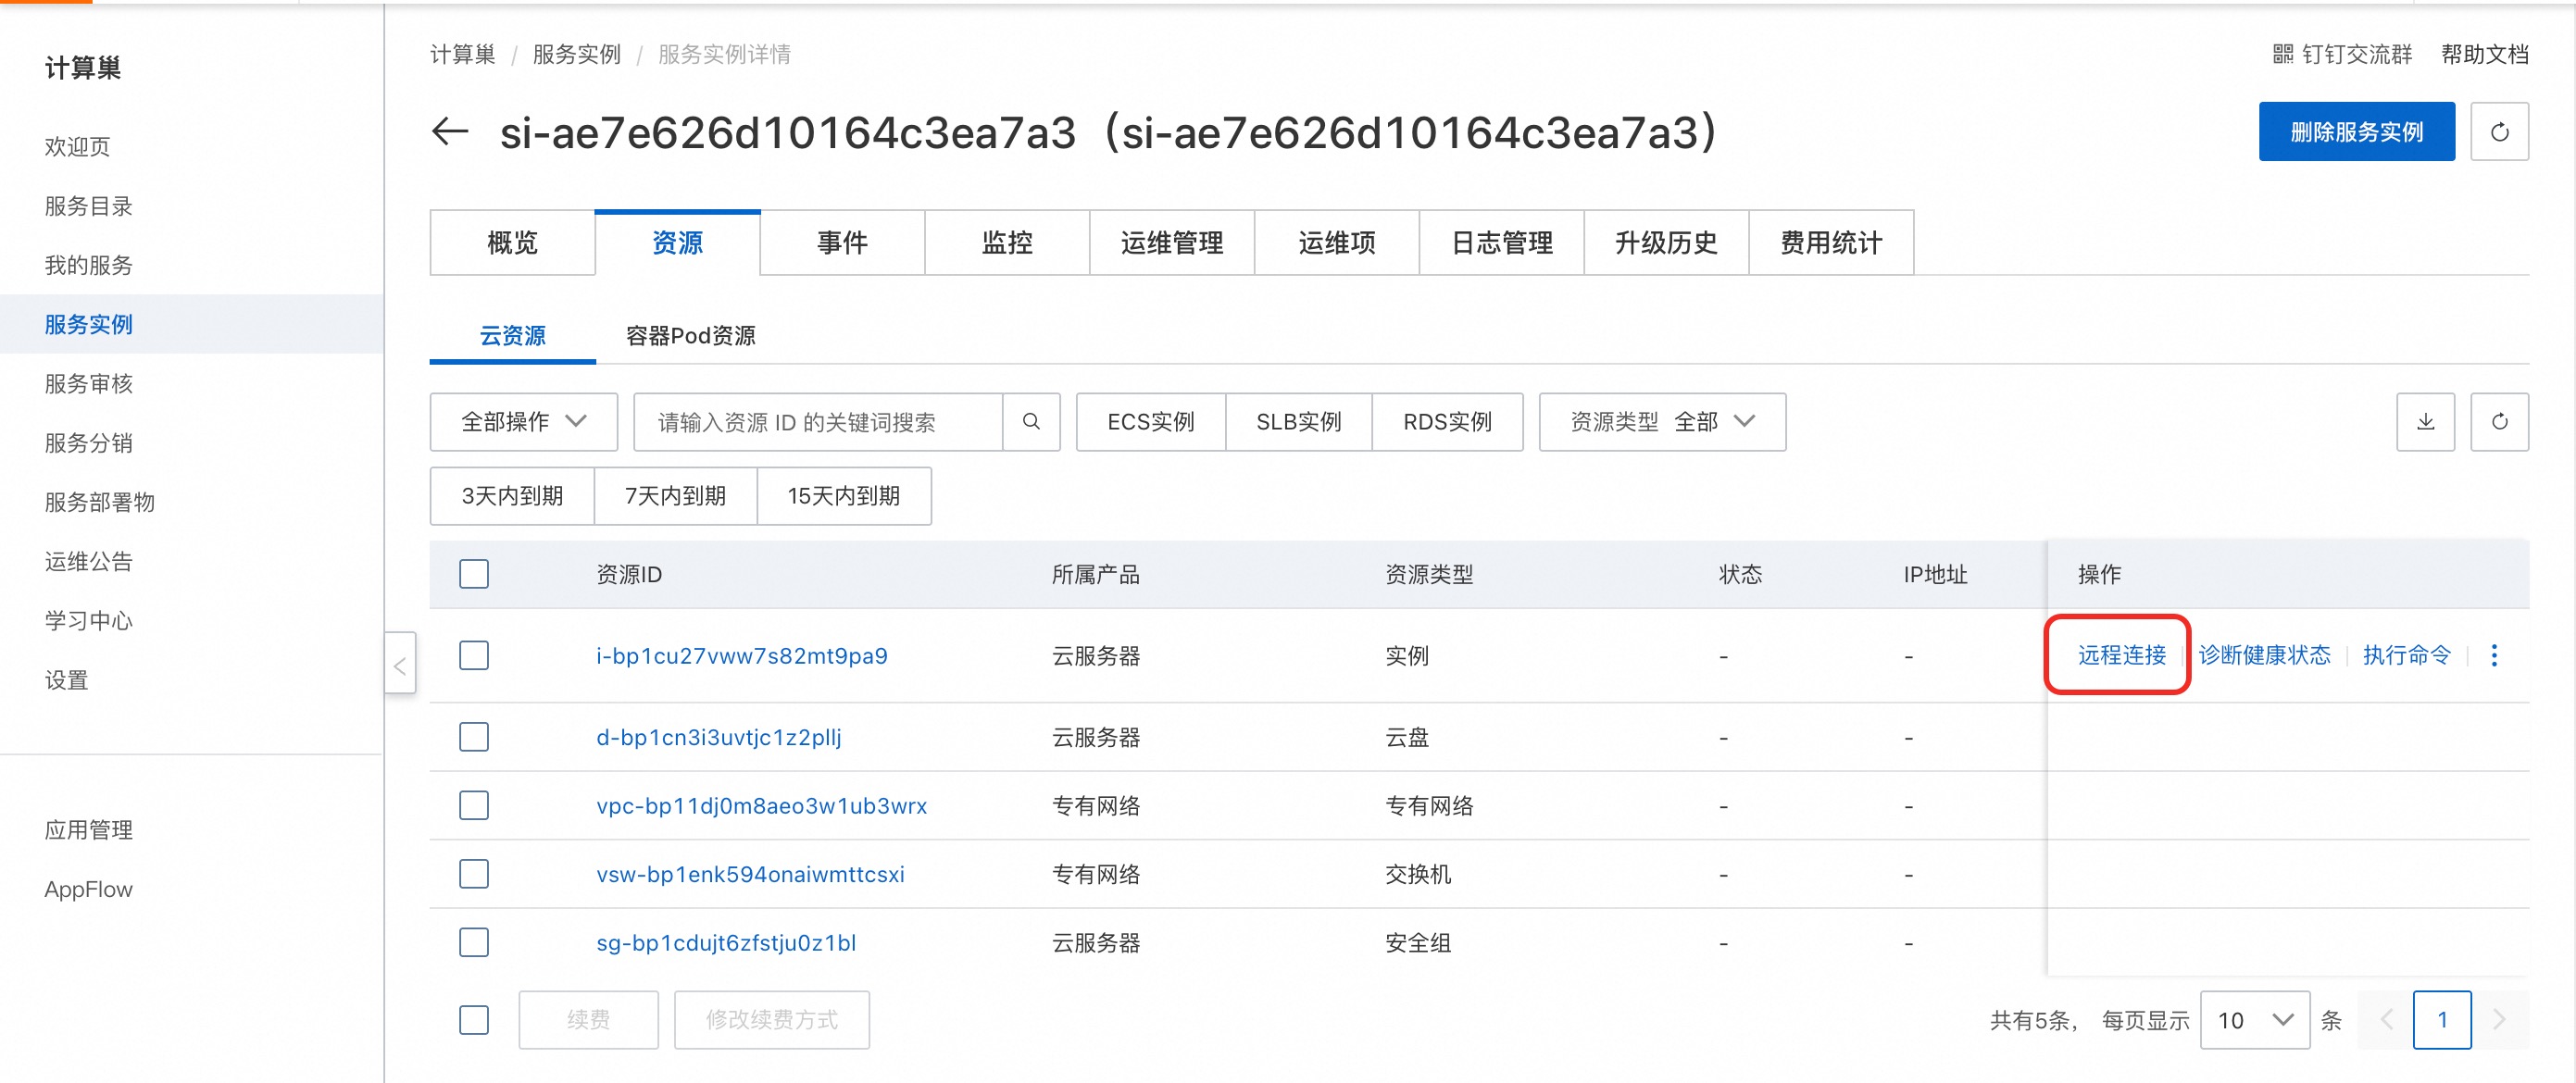 计算巢
欢迎页
服务目录
我的服务
服务实例
服务审核
服务分销
服务部署物
运维公告
学习中心
设置
应用管理
AppFlow
计算巢 / 服务实例 / 服务实例详情
钉钉交流群 帮助文档
si-ae7e626d10164c3ea7a3（si-ae7e626d10164c3ea7a3）
删除服务实例
概览 资源 事件 监控 运维管理 运维项 日志管理 升级历史 费用统计
云资源 容器Pod资源
全部操作 请输入资源 ID 的关键词搜索 ECS实例 SLB实例 RDS实例 资源类型 全部
3天内到期 7天内到期 15天内到期
资源ID 所属产品 资源类型 状态 IP地址 操作
i-bp1cu27vww7s82mt9pa9 云服务器 实例 - - 远程连接 诊断健康状态 执行命令
d-bp1cn3i3uvtjc1z2pllj 云服务器 云盘 - -
vpc-bp11dj0m8aeo3w1ub3wrx 专有网络 专有网络 - -
vsw-bp1enk594onaiwmttcsxi 专有网络 交换机 - -
sg-bp1cdujt6zfstju0z1bl 云服务器 安全组 - -
续费 修改续费方式 共有5条， 每页显示 10 条 1